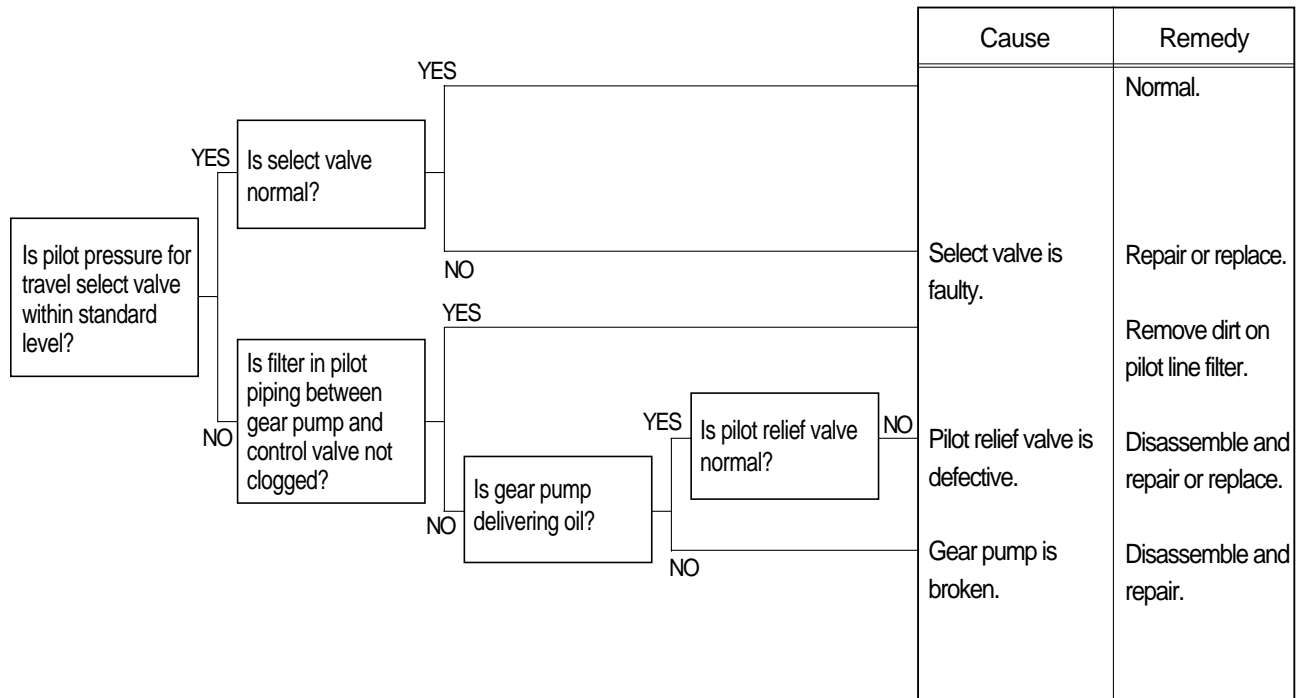 Cause
Remedy
YES
Normal.
YES
Is select valve
normal?
Is pilot pressure for
travel select valve
within standard
level?
NO
Select valve is
faulty.
Repair or replace.
YES
Remove dirt on
pilot line filter.
NO
Is filter in pilot
piping between
gear pump and
control valve not
clogged?
YES
Is pilot relief valve
normal?
NO
Pilot relief valve is
defective.
Disassemble and
repair or replace.
NO
Is gear pump
delivering oil?
NO
Gear pump is
broken.
Disassemble and
repair.